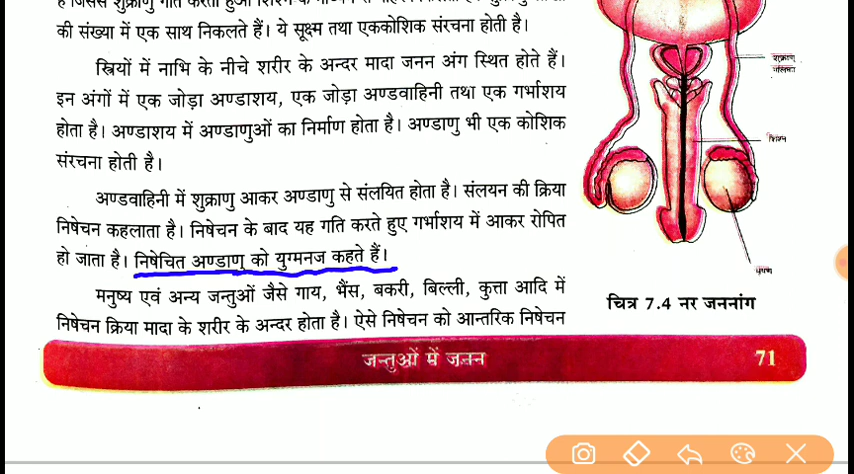 की संख्या में एक साथ निकलते हैं। ये सूक्ष्म तथा एककोशिक संरचना होती है।
स्त्रियों में नाभि के नीचे शरीर के अन्दर मादा जनन अंग स्थित होते हैं।
इन अंगों में एक जोड़ा अण्डाशय, एक जोड़ा अण्डवाहिनी तथा एक गर्भाशय
होता है। अण्डाशय में अण्डाणुओं का निर्माण होता है। अण्डाणु भी एक कोशिक
संरचना होती है।
अण्डवाहिनी में शुक्राणु आकर अण्डाणु से संलयित होता है। संलयन की क्रिया
निषेचन कहलाता है। निषेचन के बाद यह गति करते हुए गर्भाशय में आकर रोपित
हो जाता है। निषेचित अण्डाणु को युग्मनज कहते हैं।
मनुष्य एवं अन्य जन्तुओं जैसे गाय, भैंस, बकरी, बिल्ली, कुत्ता आदि में
निषेचन क्रिया मादा के शरीर के अन्दर होता है। ऐसे निषेचन को आन्तरिक निषेचन
शिश्न
चित्र 7.4 नर जननांग
जन्तुओं में जनन
71